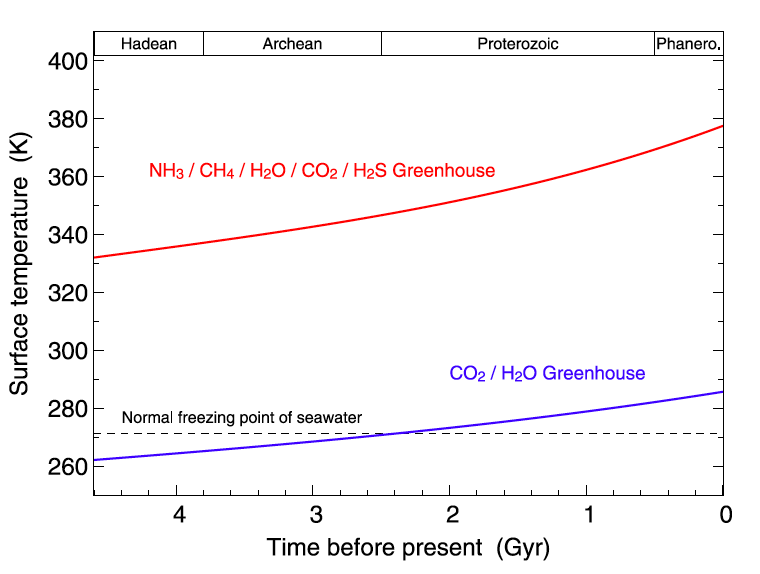 Hadean Archean Proterozoic Phanero.
400
380
NH₃ / CH₄ / H₂O / CO₂ / H₂S Greenhouse
360
340
320
300
CO₂ / H₂O Greenhouse
280
Normal freezing point of seawater
260
Surface temperature (K)
4 3 2 1 0
Time before present (Gyr)